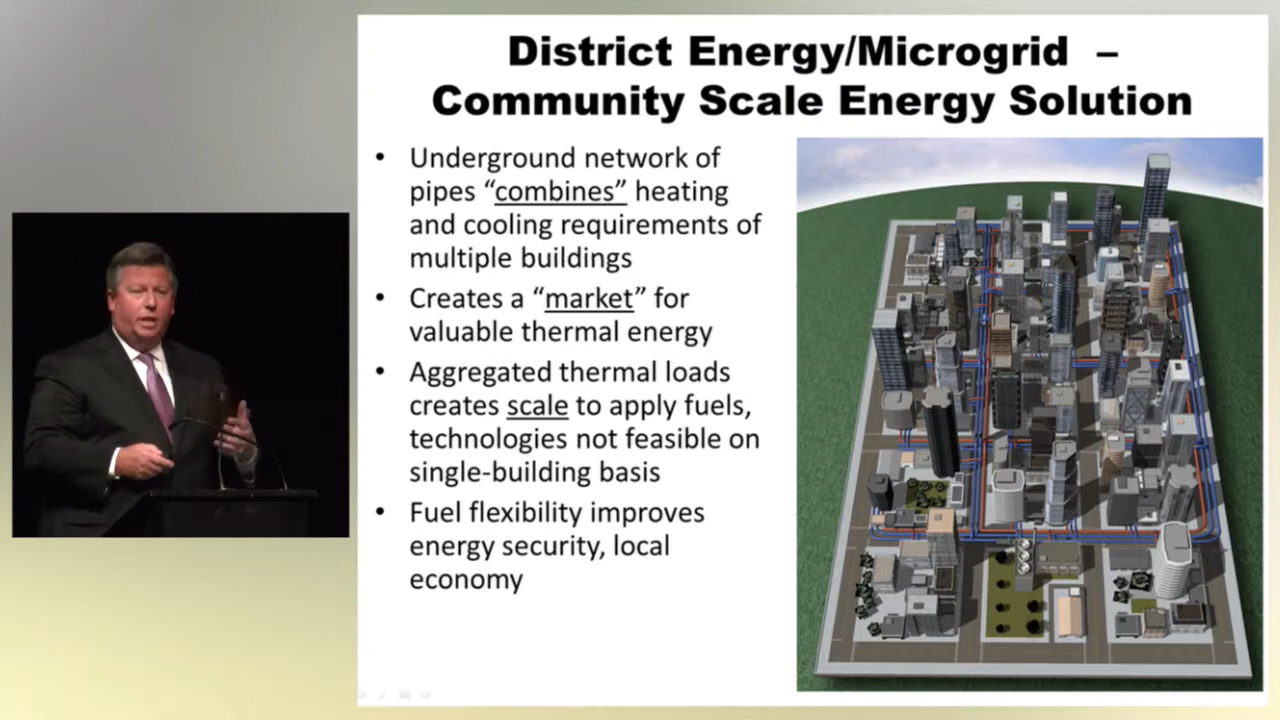 District Energy/Microgrid –
Community Scale Energy Solution
• Underground network of
pipes “combines” heating
and cooling requirements of
multiple buildings
• Creates a “market” for
valuable thermal energy
• Aggregated thermal loads
creates scale to apply fuels,
technologies not feasible on
single-building basis
• Fuel flexibility improves
energy security, local
economy